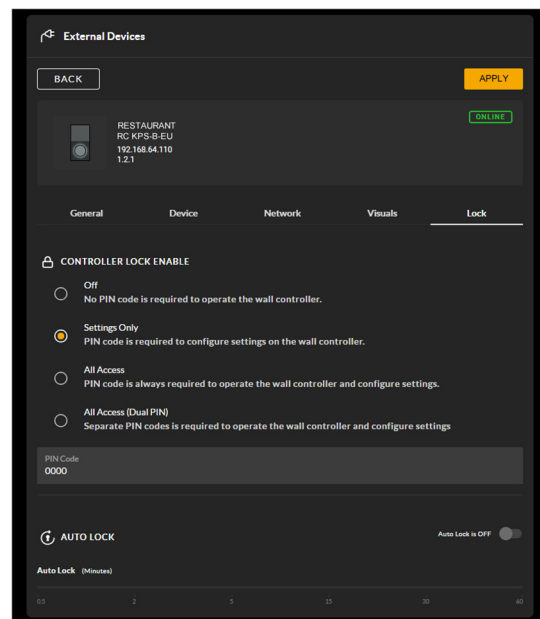 External Devices
BACK
APPLY
RESTAURANT
RC KPS-B-EU
192.168.64.110
1.2.1
ONLINE
General Device Network Visuals Lock
CONTROLLER LOCK ENABLE
Off
No PIN code is required to operate the wall controller.
Settings Only
PIN code is required to configure settings on the wall controller.
All Access
PIN code is always required to operate the wall controller and configure settings.
All Access (Dual PIN)
Separate PIN codes is required to operate the wall controller and configure settings
PIN Code
0000
AUTO LOCK
Auto Lock is OFF
Auto Lock (Minutes)
0.5 2 5 15 30 60